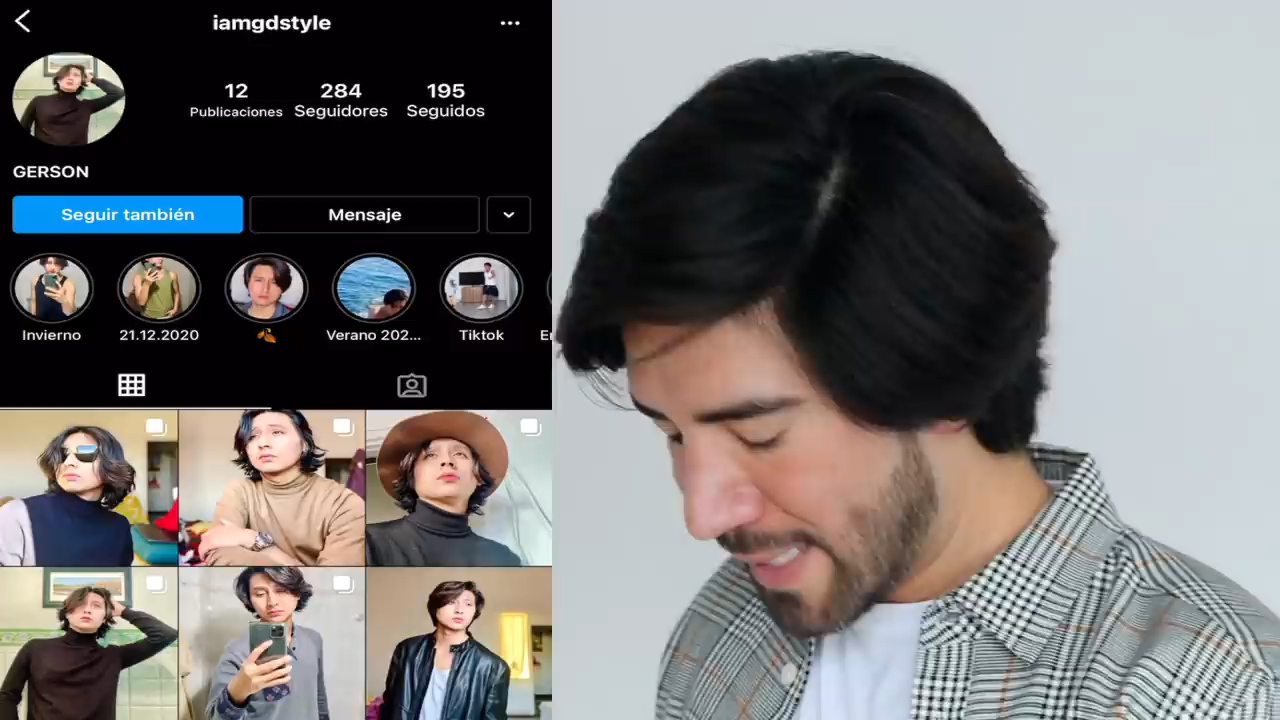 iamgdstyle
12 284 195
Publicaciones Seguidores Seguidos
GERSON
Seguir también Mensaje
Invierno 21.12.2020 🍂 Verano 202... Tiktok